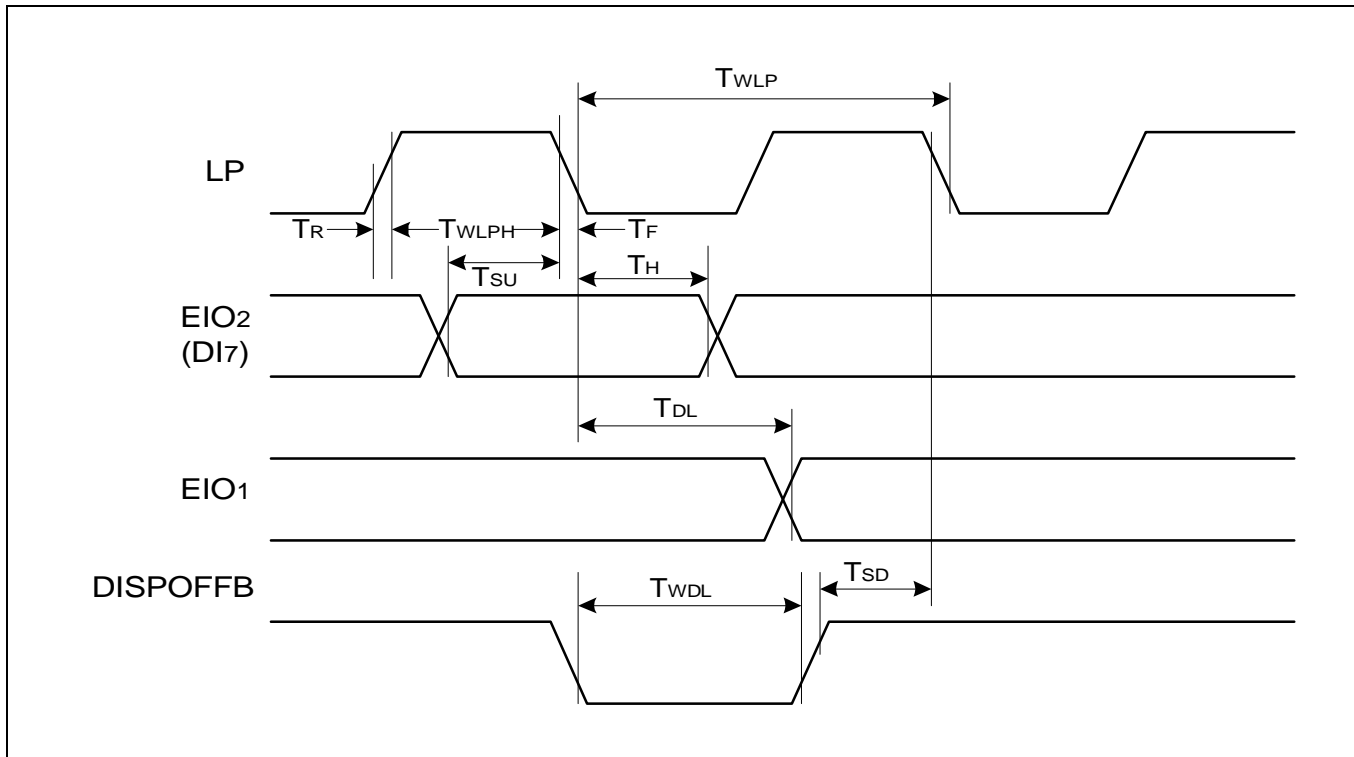 TWLP
LP
TR
TWLPH
TF
TSU
TH
EIO2
(DI7)
TDL
EIO1
DISPOFFB
TWDL
TSD